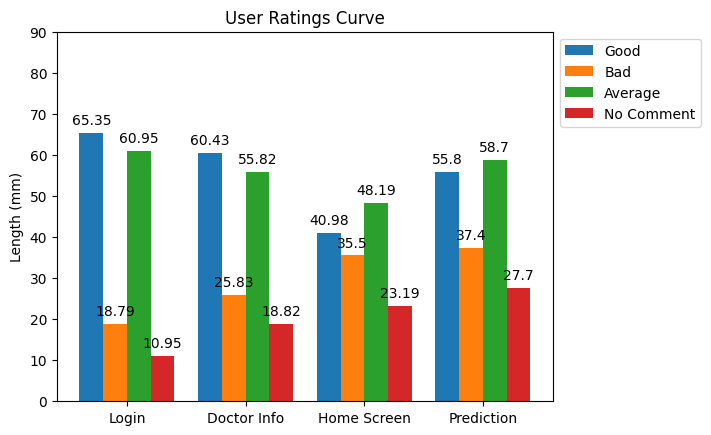 User Ratings Curve
Length (mm)
90
80
70
60
50
40
30
20
10
0
65.35
18.79
60.95
10.95
60.43
25.83
55.82
18.82
40.98
35.5
48.19
23.19
55.8
37.4
58.7
27.7
Login
Doctor Info
Home Screen
Prediction
Good
Bad
Average
No Comment